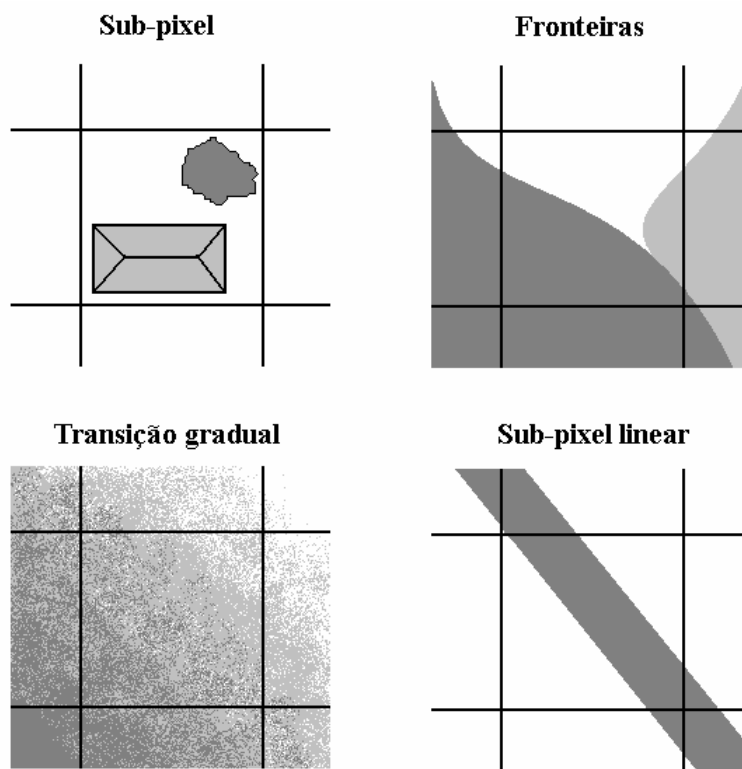 Sub-pixel
Fronteiras
Transição gradual
Sub-pixel linear